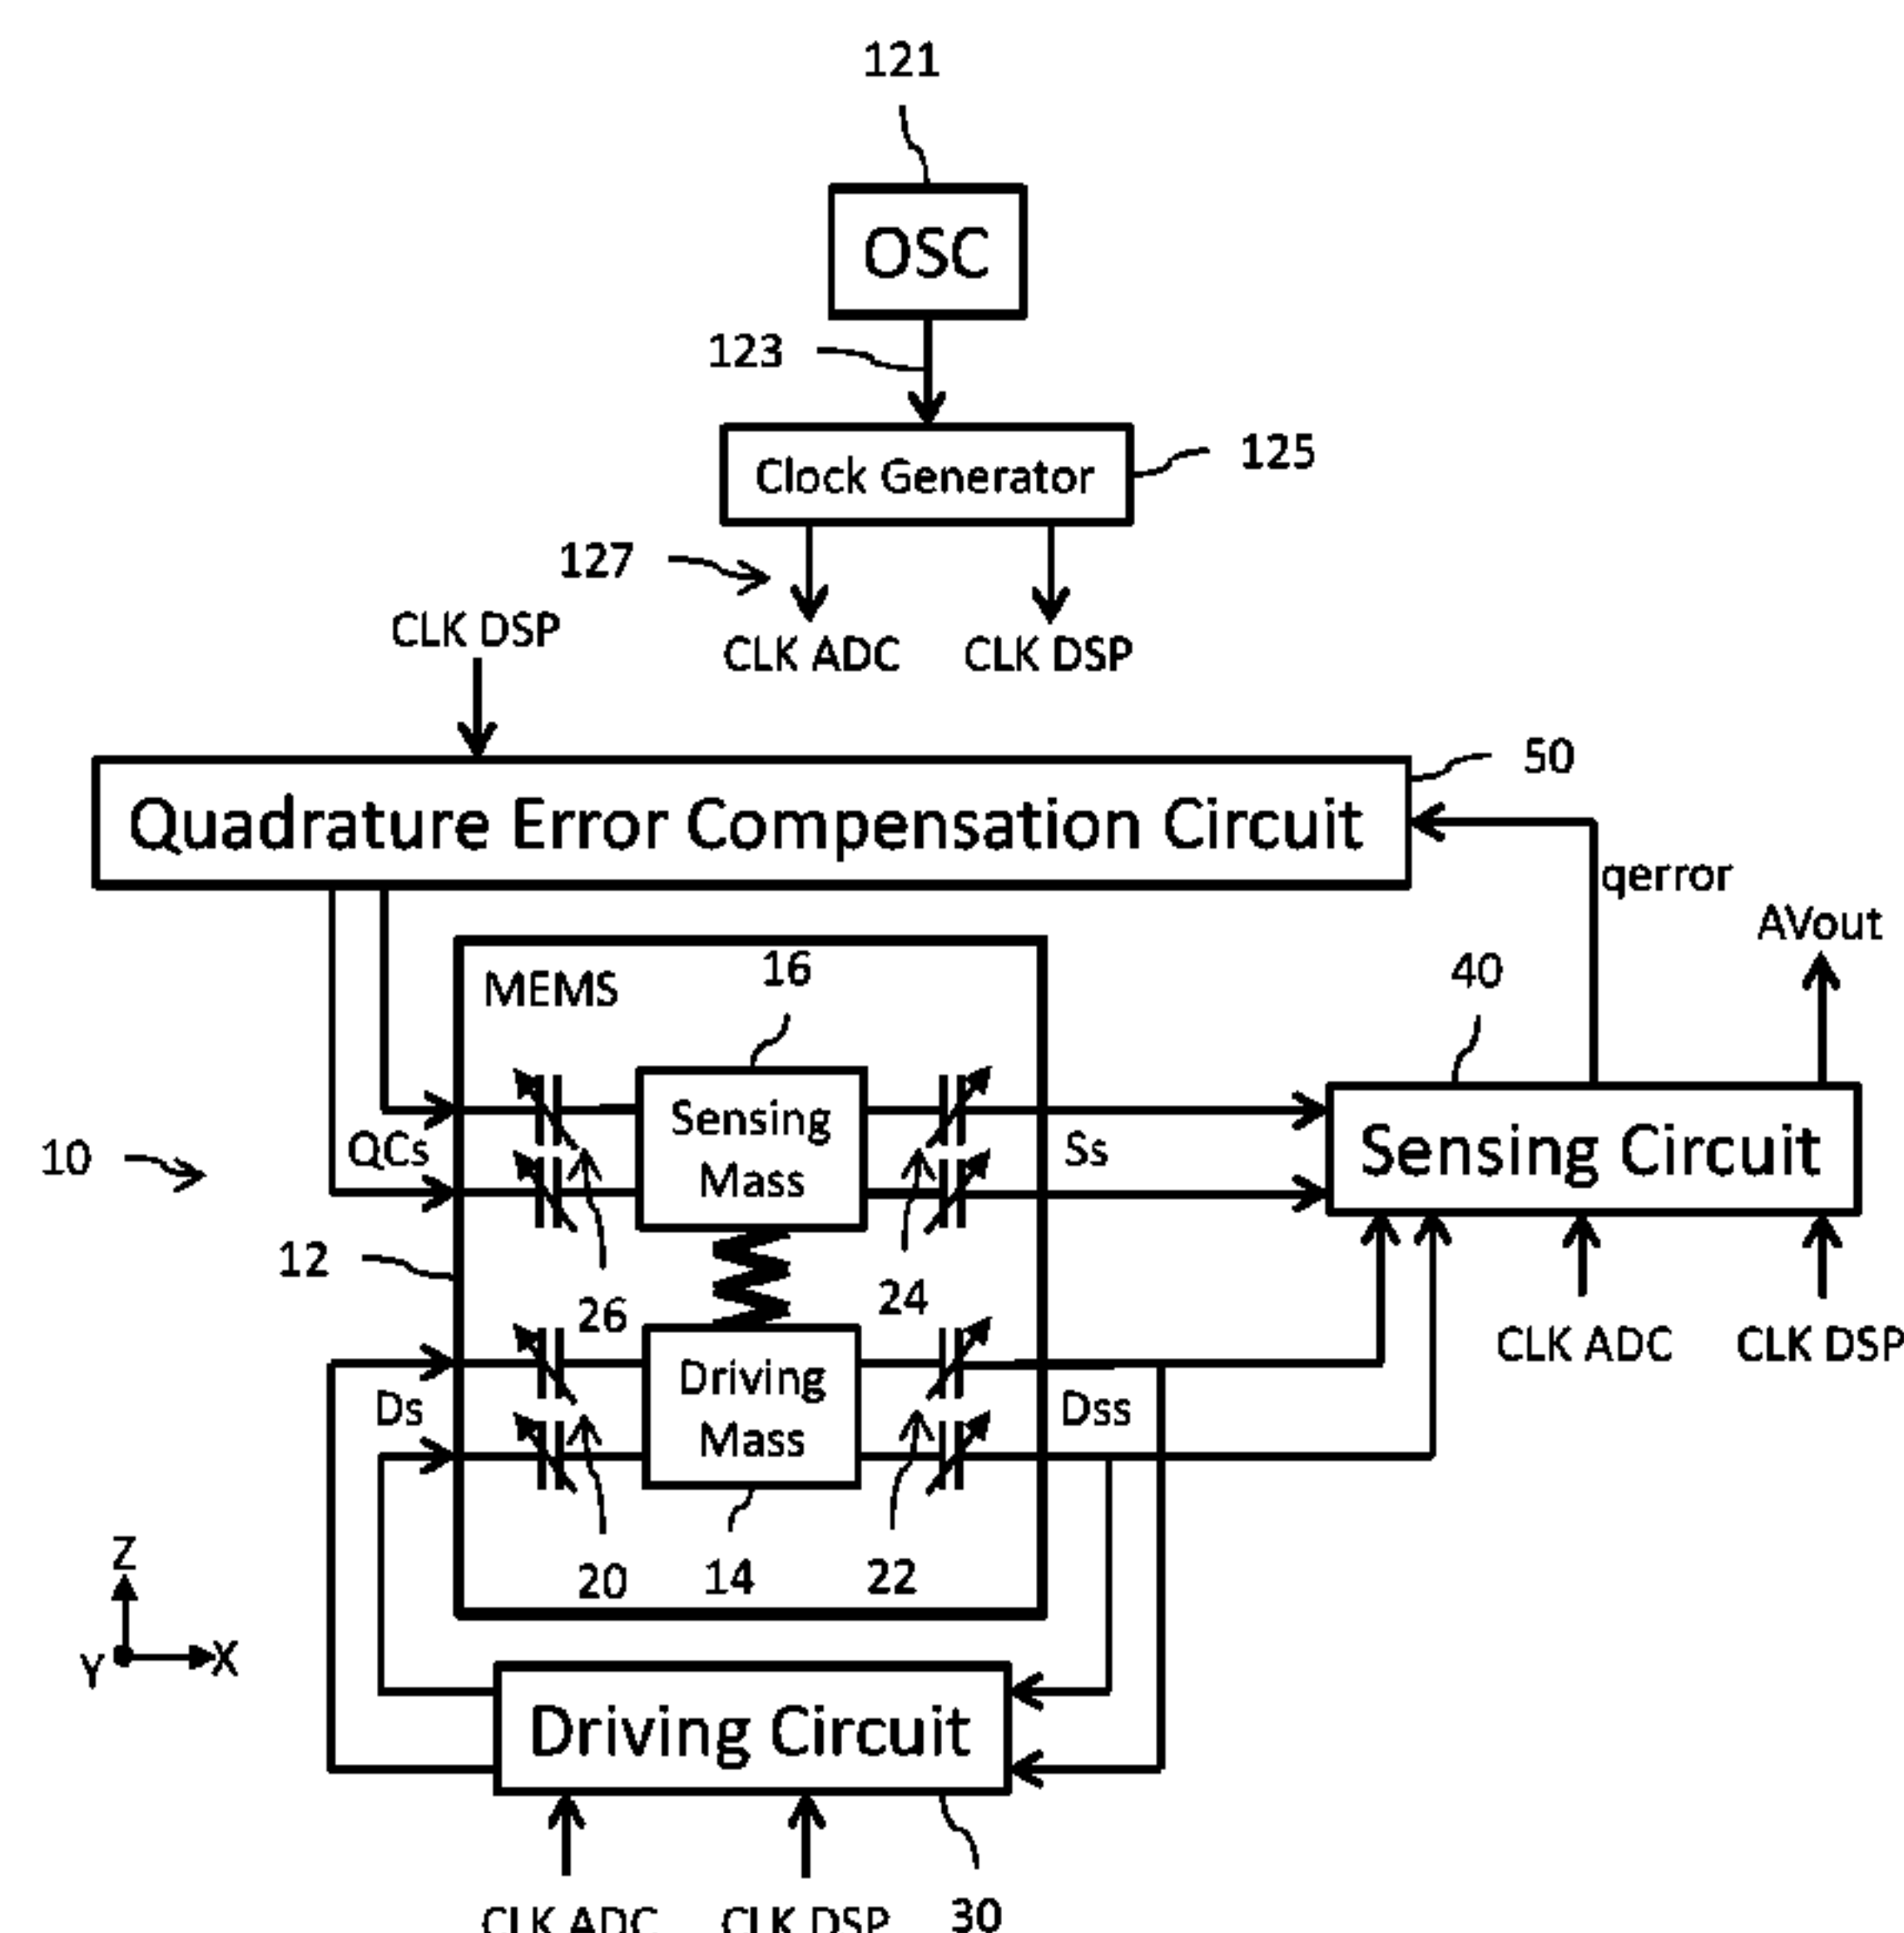 121
OSC
123
Clock Generator
125
127
CLK DSP
CLK ADC
CLK DSP
50
Quadrature Error Compensation Circuit
qerror
AVout
MEMS
16
40
Sensing
Mass
QCs
Ss
Sensing Circuit
10
12
26
24
CLK ADC
CLK DSP
Driving
Mass
Ds
Dss
20
14
22
Z
Y
X
Driving Circuit
CLK ADC
CLK DSP
30